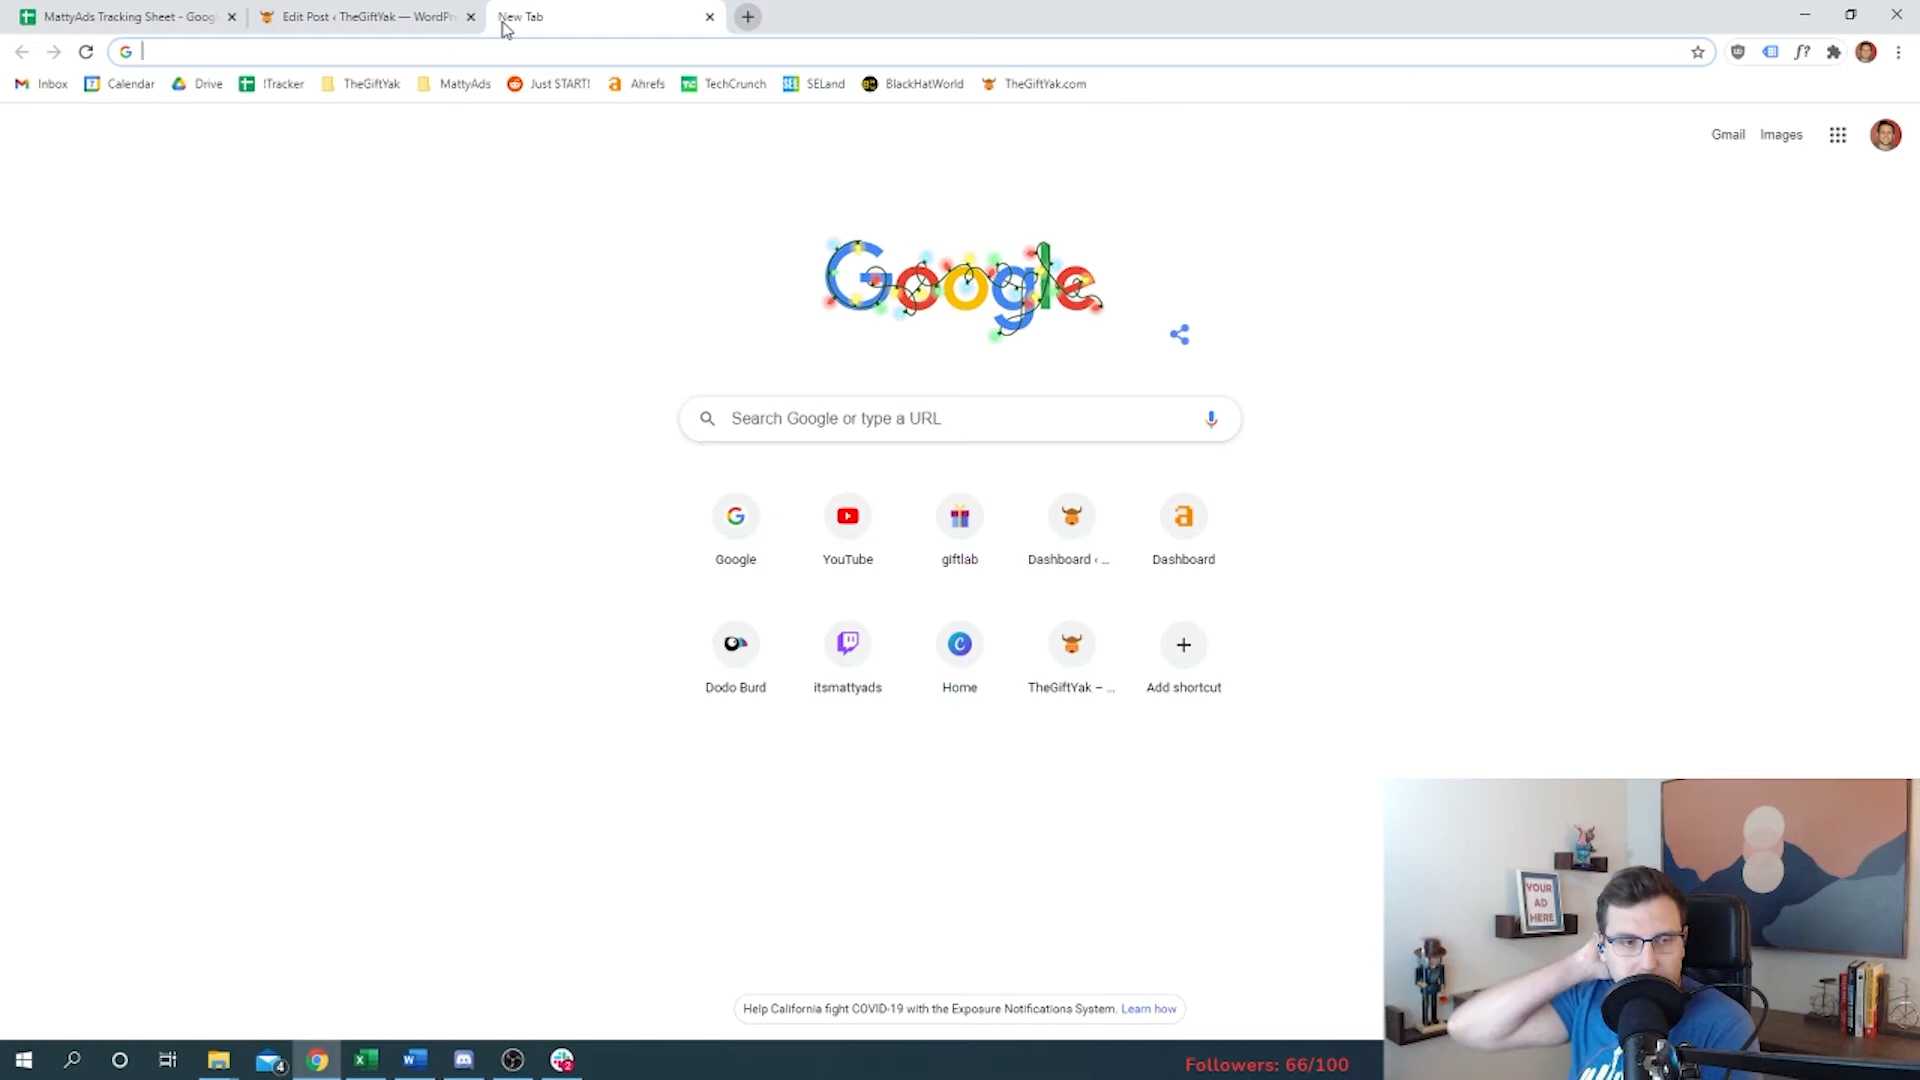 MattyAds Tracking Sheet - Googl
Edit Post ‹ TheGiftYak — WordPre
New Tab
Inbox
Calendar
Drive
!Tracker
TheGiftYak
MattyAds
Just START!
Ahrefs
TechCrunch
SELand
BlackHatWorld
TheGiftYak.com
Gmail
Images
Google
Search Google or type a URL
Google
YouTube
giftlab
Dashboard ‹ ...
Dashboard
Dodo Burd
itsmattyads
Home
TheGiftYak – ...
Add shortcut
YOUR
AD
HERE
Help California fight COVID-19 with the Exposure Notifications System. Learn how
Followers: 66/100